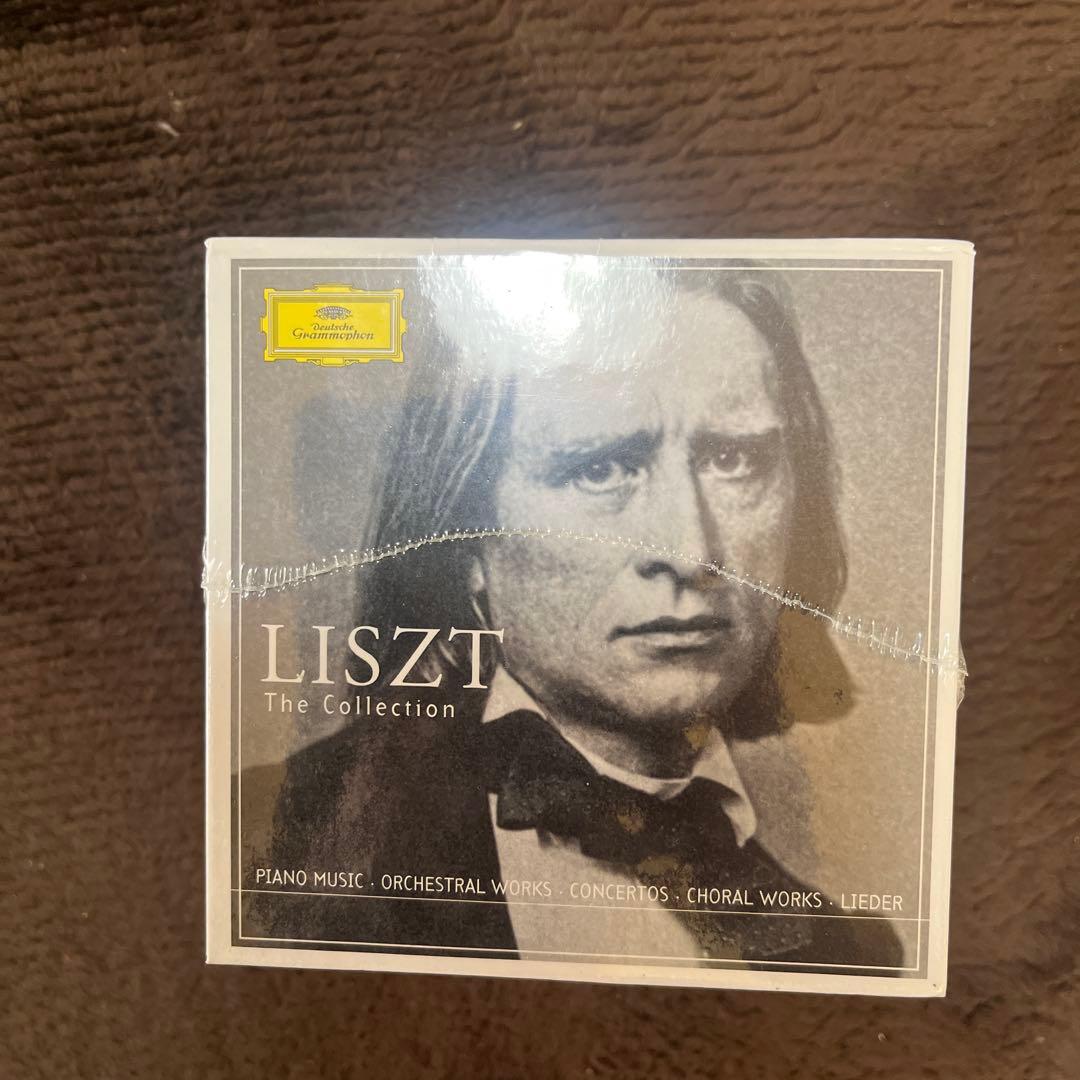 Deutsche
Grammophon
LISZT
The Collection
PIANO MUSIC · ORCHESTRAL WORKS · CONCERTOS · CHORAL WORKS · LIEDER